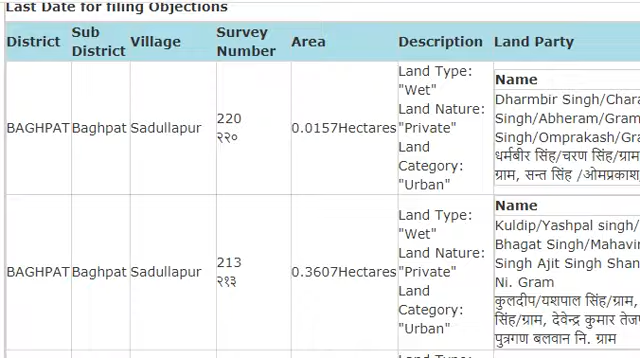 Last Date for filing Objections
District Sub District Village Survey Number Area Description Land Party
BAGHPAT Baghpat Sadullapur 220 २२० 0.0157Hectares
Land Type:
"Wet"
Land Nature:
"Private"
Land
Category:
"Urban"
Name
Dharmbir Singh/
Singh/Abheram/Gram
Singh/Omprakash/
धर्मबीर सिंह/चरण सिंह/ग्राम
ग्राम, सन्त सिंह /ओमप्रकाश
BAGHPAT Baghpat Sadullapur 213 २१३ 0.3607Hectares
Land Type:
"Wet"
Land Nature:
"Private"
Land
Category:
"Urban"
Name
Kuldip/Yashpal singh/
Bhagat Singh/
Singh Ajit Singh
Ni. Gram
कुलदीप/यशपाल सिंह/ग्राम,
सिंह/ग्राम, देवेन्द्र कुमार
पुत्रगण बलवान नि. ग्राम